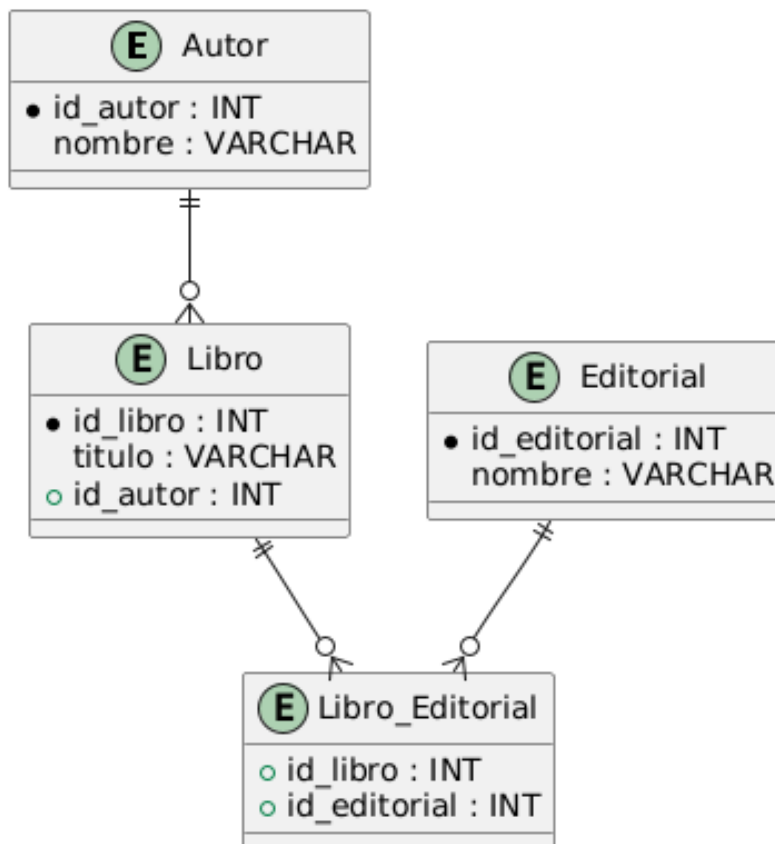 E Autor
id_autor : INT
nombre : VARCHAR
E Libro
id_libro : INT
titulo : VARCHAR
id_autor : INT
E Editorial
id_editorial : INT
nombre : VARCHAR
E Libro_Editorial
id_libro : INT
id_editorial : INT